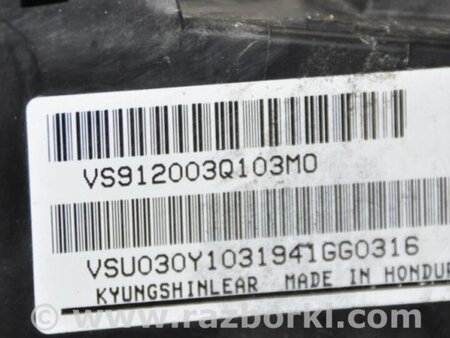 VS912003Q103M0
VSU030Y1031941GG0316
KYUNGSHINLEAR MADE IN HONDUR
www.razborki.com